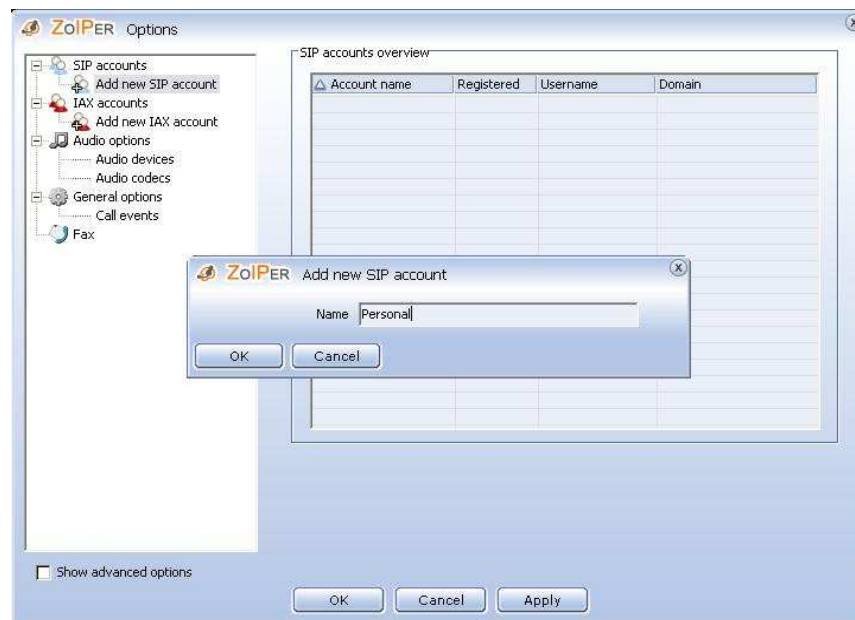 ZOIPER Options
SIP accounts
Add new SIP account
IAX accounts
Add new IAX account
Audio options
Audio devices
Audio codecs
General options
Call events
Fax
SIP accounts overview
Account name Registered Username Domain
ZOIPER Add new SIP account
Name Personal
OK Cancel
Show advanced options
OK Cancel Apply